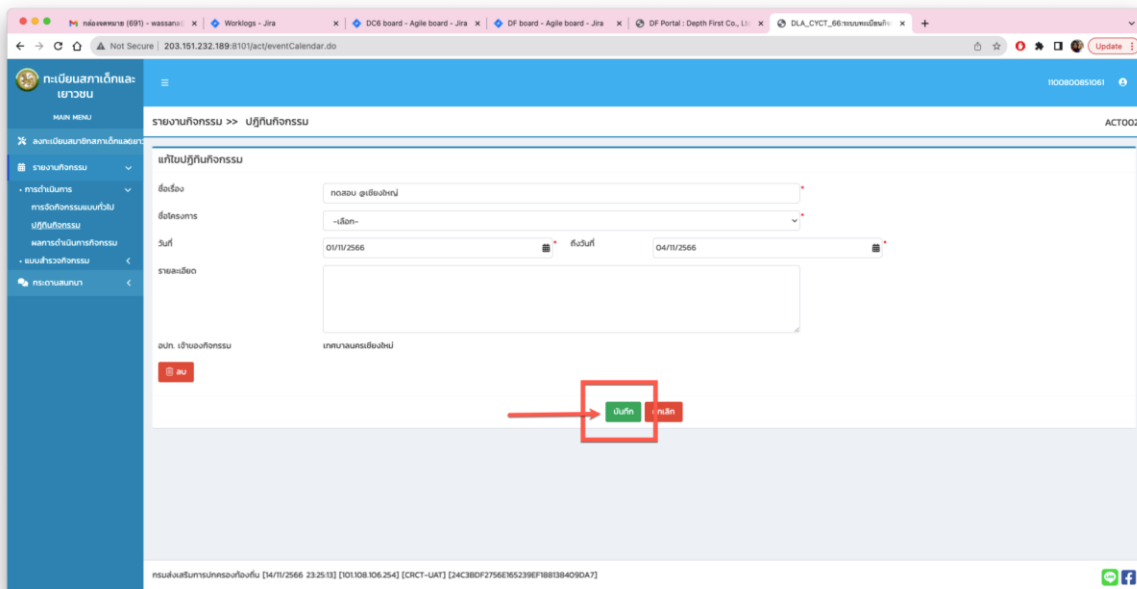 กล่องจดหมาย (691) - wassana
Worklogs - Jira
DC6 board - Agile board - Jira
DF board - Agile board - Jira
DF Portal : Depth First Co., Lt
DLA_CYCT_66:ระบบทะเบียนกิจ
Not Secure | 203.151.232.189:8101/act/eventCalendar.do
Update
ทะเบียนสภาเด็กและ
เยาวชน
1100800851061
MAIN MENU
รายงานกิจกรรม >> ปฏิทินกิจกรรม
ACT002
ลงทะเบียนสมาชิกสภาเด็กและเยาว
รายงานกิจกรรม
แก้ไขปฏิทินกิจกรรม
• การดำเนินการ
การจัดกิจกรรมแบบทั่วไป
ปฏิทินกิจกรรม
ผลการดำเนินการกิจกรรม
• แบบสำรวจกิจกรรม
กระดานสนทนา
ชื่อเรื่อง
ทดสอบ @เชียงใหญ่ *
ชื่อโครงการ
-เลือก- *
วันที่
01/11/2566 *
ถึงวันที่
04/11/2566 *
รายละเอียด
อปท. เจ้าของกิจกรรม
เทศบาลนครเชียงใหม่
ลบ
บันทึก
ยกเลิก
กรมส่งเสริมการปกครองท้องถิ่น [14/11/2566 23:25:13] [101.108.106.254] [CRCT-UAT] [24C3BDF2756E165239EF188138409DA7]